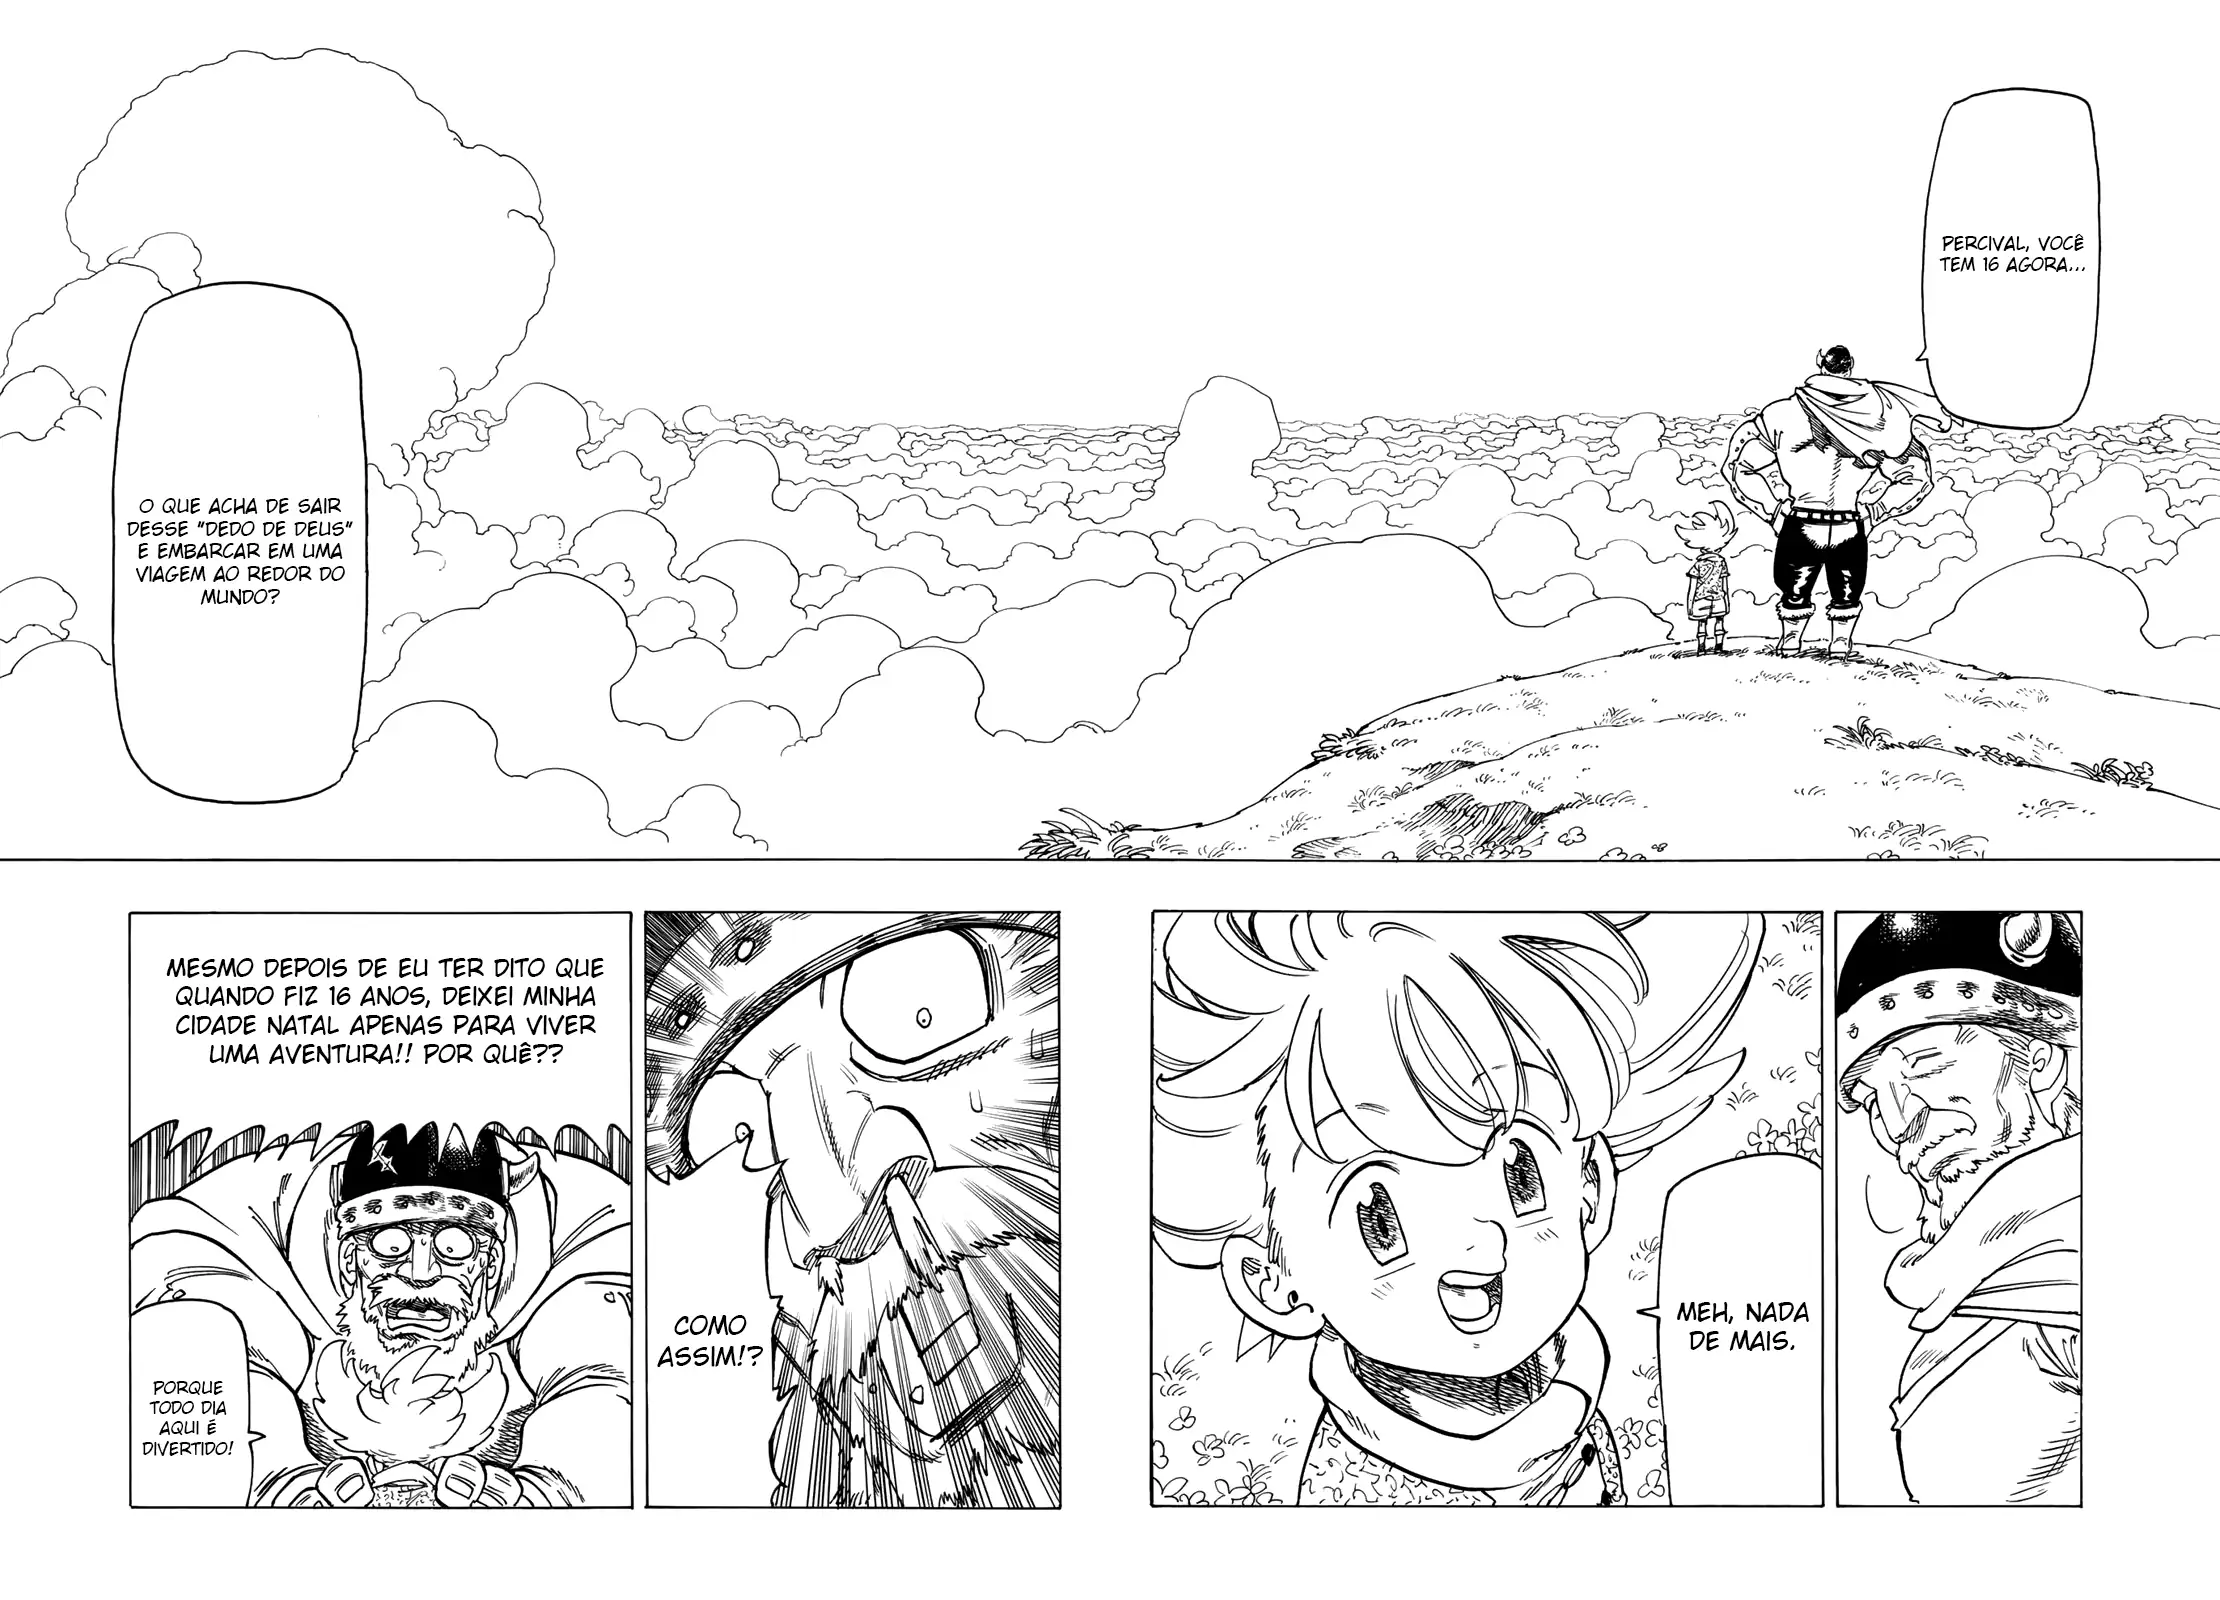 PERCIVAL, VOCÊ
TEM 16 AGORA...
O QUE ACHA DE SAIR
DESSE "DEDO DE DEUS"
E EMBARCAR EM UMA
VIAGEM AO REDOR DO
MUNDO?
MEH, NADA
DE MAIS.
COMO
ASSIM!?
MESMO DEPOIS DE EU TER DITO QUE
QUANDO FIZ 16 ANOS, DEIXEI MINHA
CIDADE NATAL APENAS PARA VIVER
UMA AVENTURA!! POR QUÊ??
PORQUE
TODO DIA
AQUI É
DIVERTIDO!